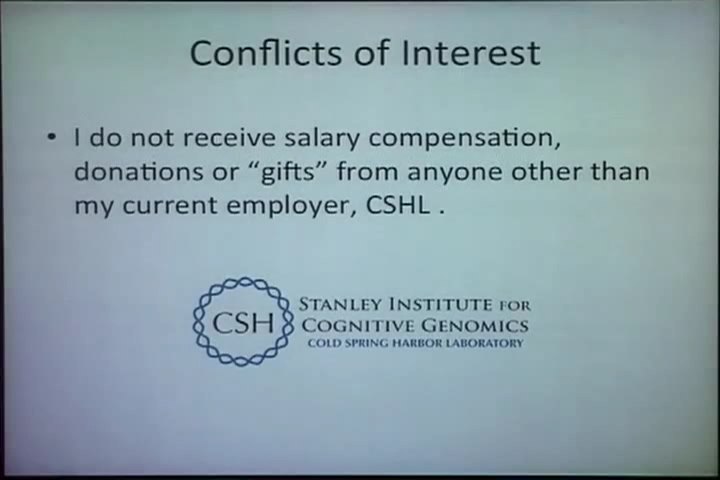 Conflicts of Interest
• I do not receive salary compensation,
donations or “gifts” from anyone other than
my current employer, CSHL .
CSH
STANLEY INSTITUTE FOR
COGNITIVE GENOMICS
COLD SPRING HARBOR LABORATORY